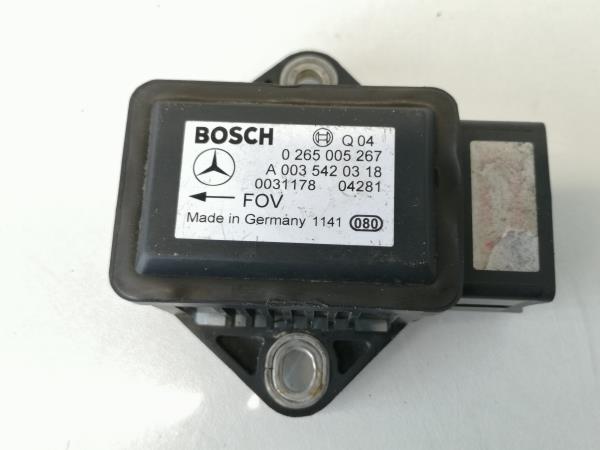 BOSCH Q 04
0 265 005 267
A 003 542 03 18
0031178 04281
FOV
Made in Germany 1141 080